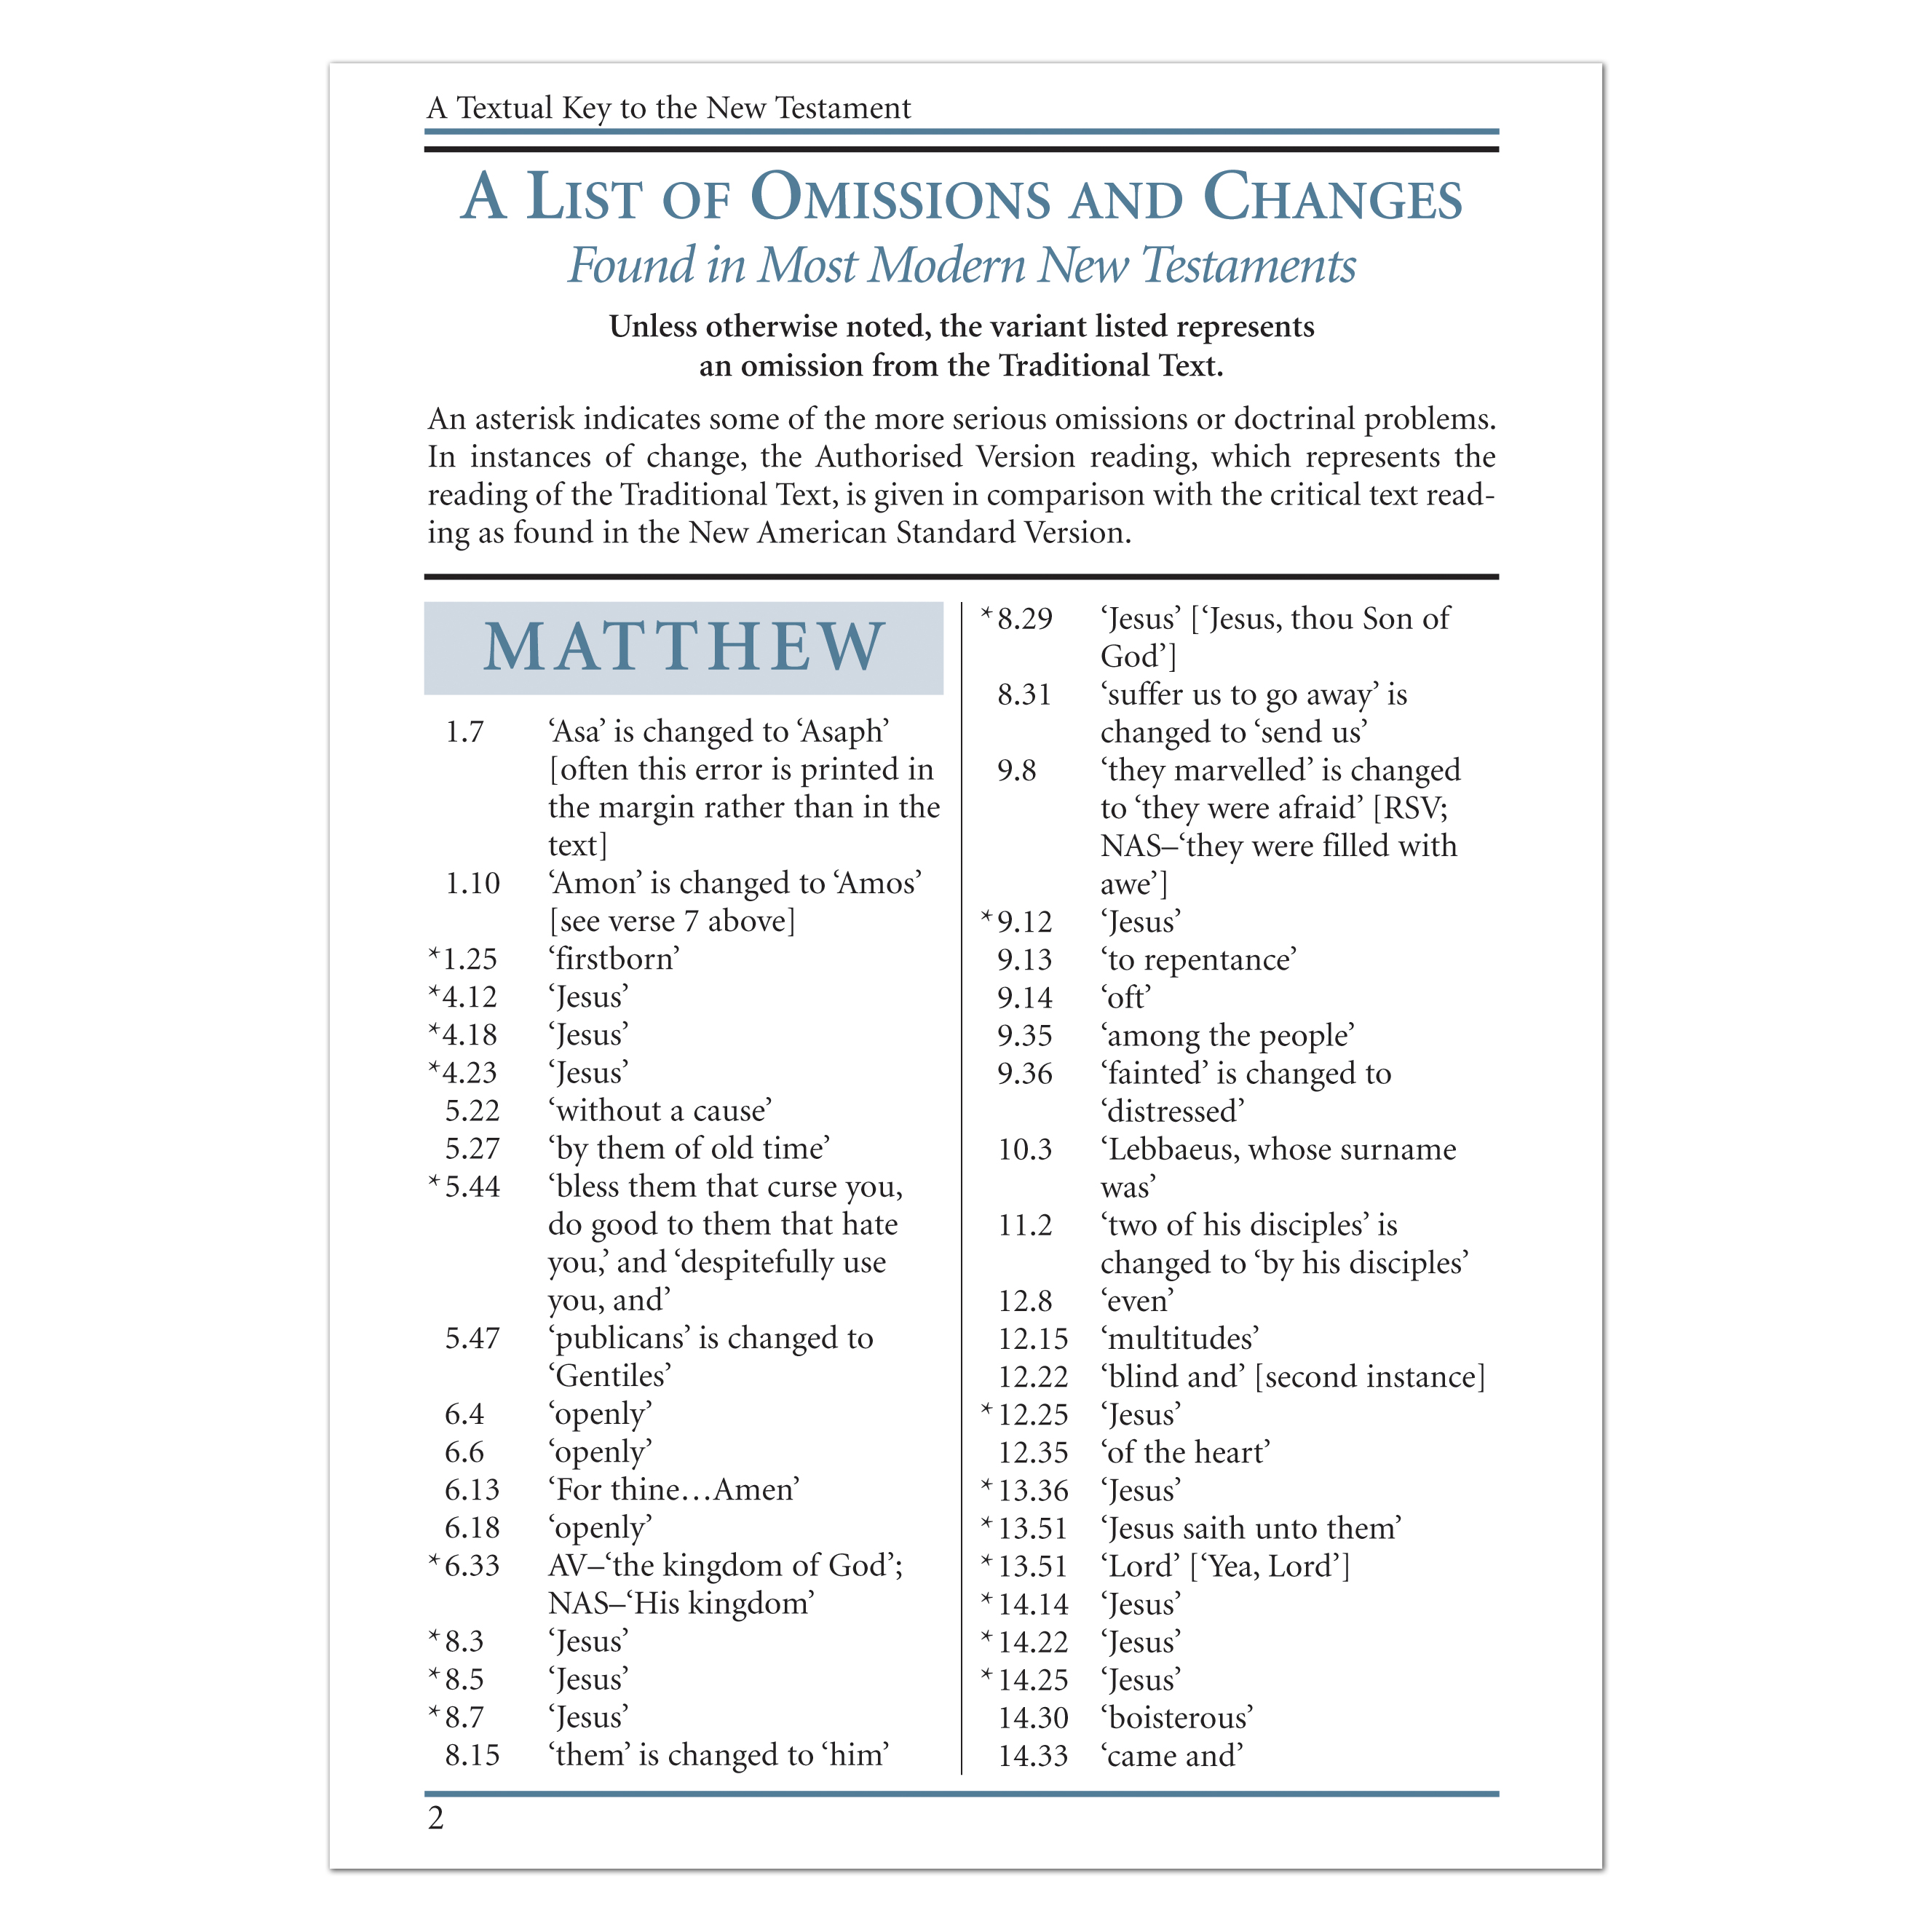 A Textual Key to the New Testament
A List of Omissions and Changes
Found in Most Modern New Testaments
Unless otherwise noted, the variant listed represents
an omission from the Traditional Text.
An asterisk indicates some of the more serious omissions or doctrinal problems.
In instances of change, the Authorised Version reading, which represents the
reading of the Traditional Text, is given in comparison with the critical text read-
ing as found in the New American Standard Version.
MATTHEW
1.7 ‘Asa’ is changed to ‘Asaph’
[often this error is printed in
the margin rather than in the
text]
1.10 ‘Amon’ is changed to ‘Amos’
[see verse 7 above]
*1.25 ‘firstborn’
*4.12 ‘Jesus’
*4.18 ‘Jesus’
*4.23 ‘Jesus’
5.22 ‘without a cause’
5.27 ‘by them of old time’
*5.44 ‘bless them that curse you,
do good to them that hate
you,’ and ‘despitefully use
you, and’
5.47 ‘publicans’ is changed to
‘Gentiles’
6.4 ‘openly’
6.6 ‘openly’
6.13 ‘For thine…Amen’
6.18 ‘openly’
*6.33 AV–‘the kingdom of God’;
NAS–‘His kingdom’
*8.3 ‘Jesus’
*8.5 ‘Jesus’
*8.7 ‘Jesus’
8.15 ‘them’ is changed to ‘him’
*8.29 ‘Jesus’ [‘Jesus, thou Son of
God’]
8.31 ‘suffer us to go away’ is
changed to ‘send us’
9.8 ‘they marvelled’ is changed
to ‘they were afraid’ [RSV;
NAS–‘they were filled with
awe’]
*9.12 ‘Jesus’
9.13 ‘to repentance’
9.14 ‘oft’
9.35 ‘among the people’
9.36 ‘fainted’ is changed to
‘distressed’
10.3 ‘Lebbaeus, whose surname
was’
11.2 ‘two of his disciples’ is
changed to ‘by his disciples’
12.8 ‘even’
12.15 ‘multitudes’
12.22 ‘blind and’ [second instance]
*12.25 ‘Jesus’
12.35 ‘of the heart’
*13.36 ‘Jesus’
*13.51 ‘Jesus saith unto them’
*13.51 ‘Lord’ [‘Yea, Lord’]
*14.14 ‘Jesus’
*14.22 ‘Jesus’
*14.25 ‘Jesus’
14.30 ‘boisterous’
14.33 ‘came and’
2